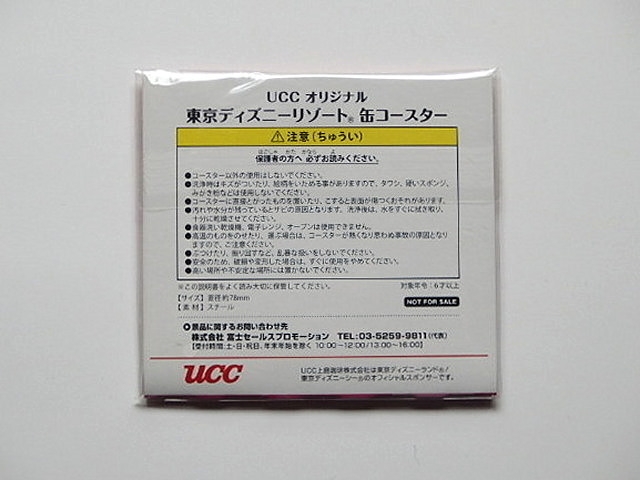 UCC オリジナル
東京ディズニーリゾート® 缶コースター
⚠注意(ちゅうい)
ほごしゃ かた かなら よ
保護者の方へ 必ずお読みください。
●コースター以外の使用はしないでください。
●洗浄時はキズがついたり、絵柄をいためる事がありますので、タワシ、硬いスポンジ、
みがき粉などは使用しないでください。
●コースターに直接とがったものを置いたり、こすると表面が傷つくおそれがあります。
●汚れや水分が残っているとサビの原因となります。洗浄後は、水をすぐに拭き取り、
十分に乾燥させてください。
●食器洗い乾燥機、電子レンジ、オーブンは使用できません。
●高温のものをのせたり、運ぶ場合は、コースターが熱くなり思わぬ事故の原因となり
ますので、ご注意ください。
●ぶつけたり、振り回すなど、乱暴な扱いをしないでください。
●安全のため、破損や変形した場合は、すぐに使用をやめてください。
●高い場所や不安定な場所には置かないでください。
※この説明書をよく読み大切に保管してください。 対象年令:6才以上
【サイズ】直径約78mm
【素 材】スチール NOT FOR SALE
✪景品に関するお問い合わせ先
株式会社 富士セールスプロモーション TEL:03-5259-9811(代表)
【受付時間:土・日・祝日、年末年始を除く 10:00〜12:00/13:00〜16:00】
UCC
UCC上島珈琲株式会社は東京ディズニーランド®/
東京ディズニーシー®のオフィシャルスポンサーです。